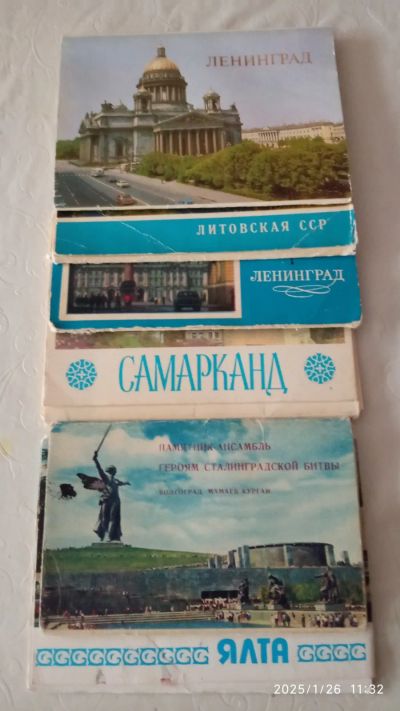 ЛЕНИНГРАД
ЛИТОВСКАЯ ССР
ЛЕНИНГРАД
САМАРКАНД
ПАМЯТНИК-АНСАМБЛЬ
ГЕРОЯМ СТАЛИНГРАДСКОЙ БИТВЫ
ВОЛГОГРАД МАМАЕВ КУРГАН
ЯЛТА
2025/1/26 11:32